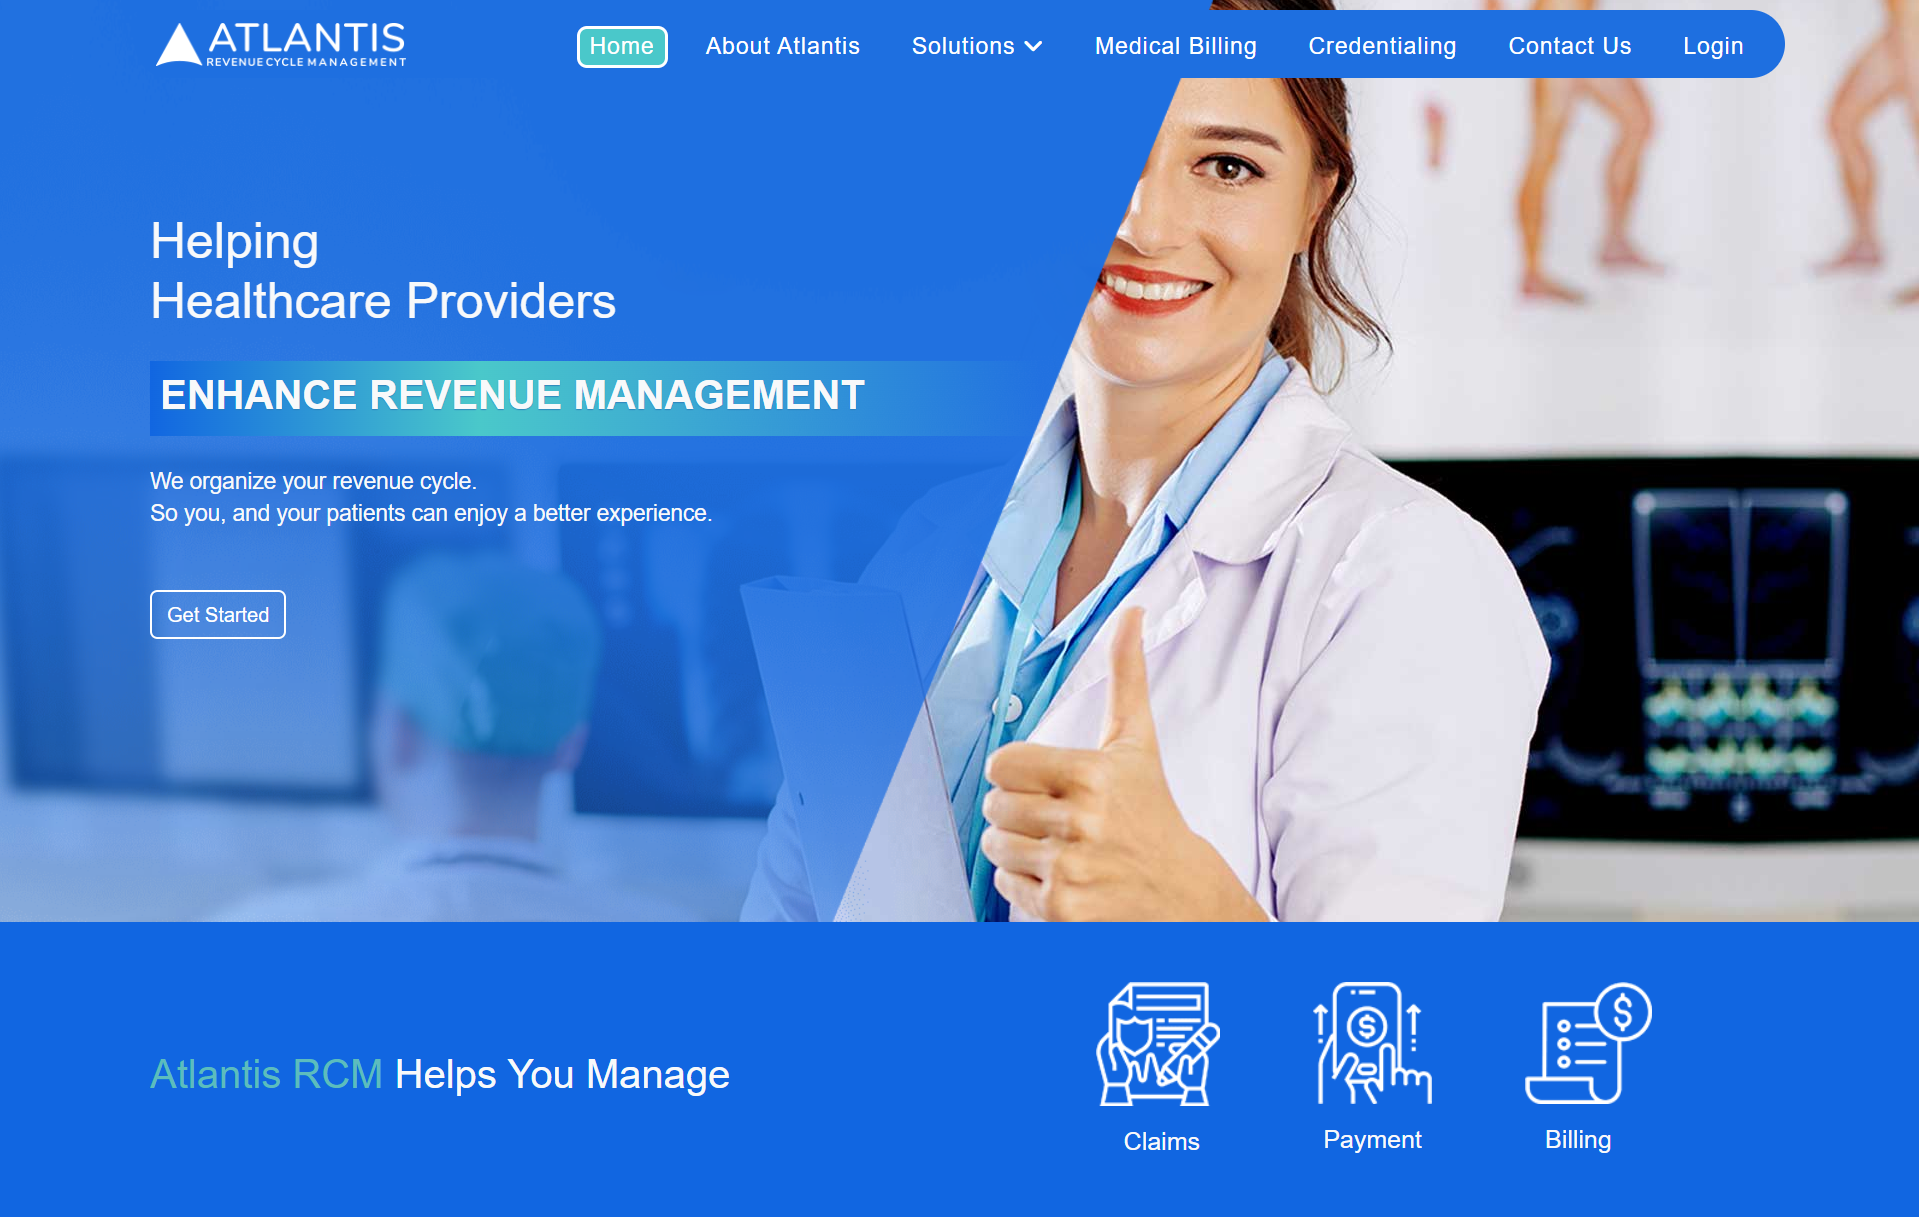 ATLANTIS
REVENUE CYCLE MANAGEMENT
Home
About Atlantis
Solutions
Medical Billing
Credentialing
Contact Us
Login
Helping
Healthcare Providers
ENHANCE REVENUE MANAGEMENT
We organize your revenue cycle.
So you, and your patients can enjoy a better experience.
Get Started
Atlantis RCM Helps You Manage
$
$
Claims
Payment
Billing